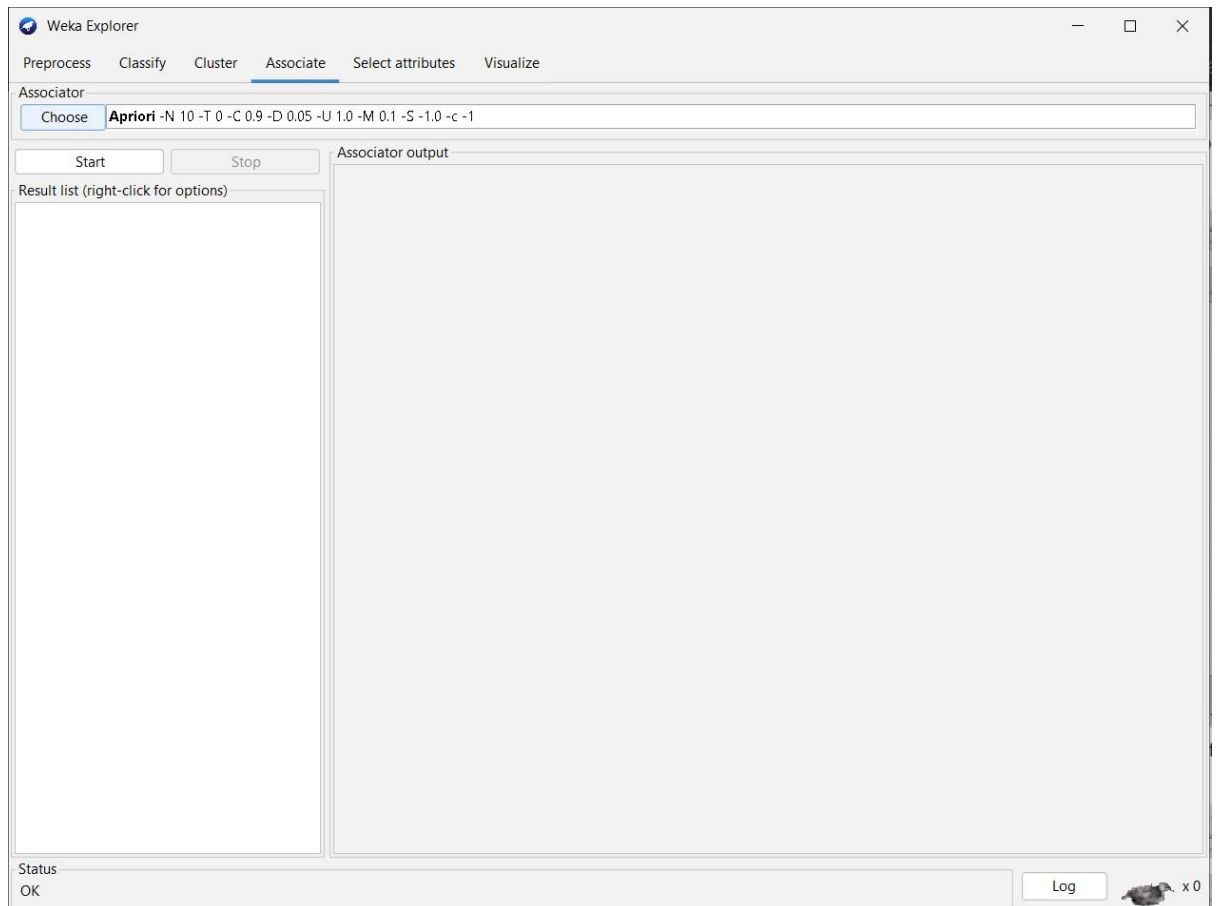 Weka Explorer
Preprocess Classify Cluster Associate Select attributes Visualize
Associator
Choose Apriori -N 10 -T 0 -C 0.9 -D 0.05 -U 1.0 -M 0.1 -S -1.0 -c -1
Start Stop
Associator output
Result list (right-click for options)
Status
OK
Log x 0